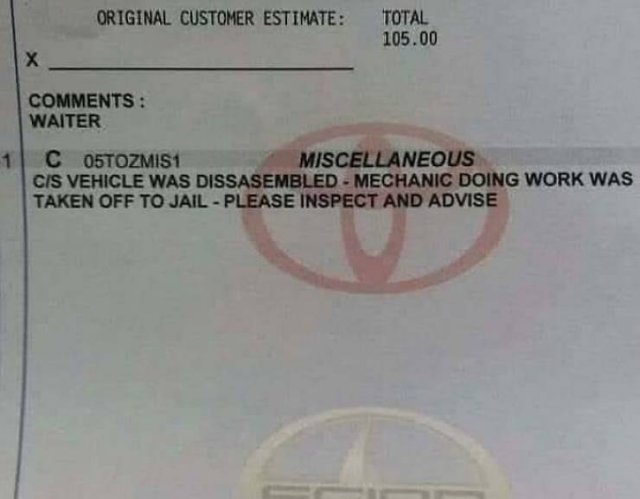 ORIGINAL CUSTOMER ESTIMATE: TOTAL
105.00
X
COMMENTS :
WAITER
1 C 05TOZMIS1 MISCELLANEOUS
C/S VEHICLE WAS DISSASEMBLED - MECHANIC DOING WORK WAS
TAKEN OFF TO JAIL - PLEASE INSPECT AND ADVISE